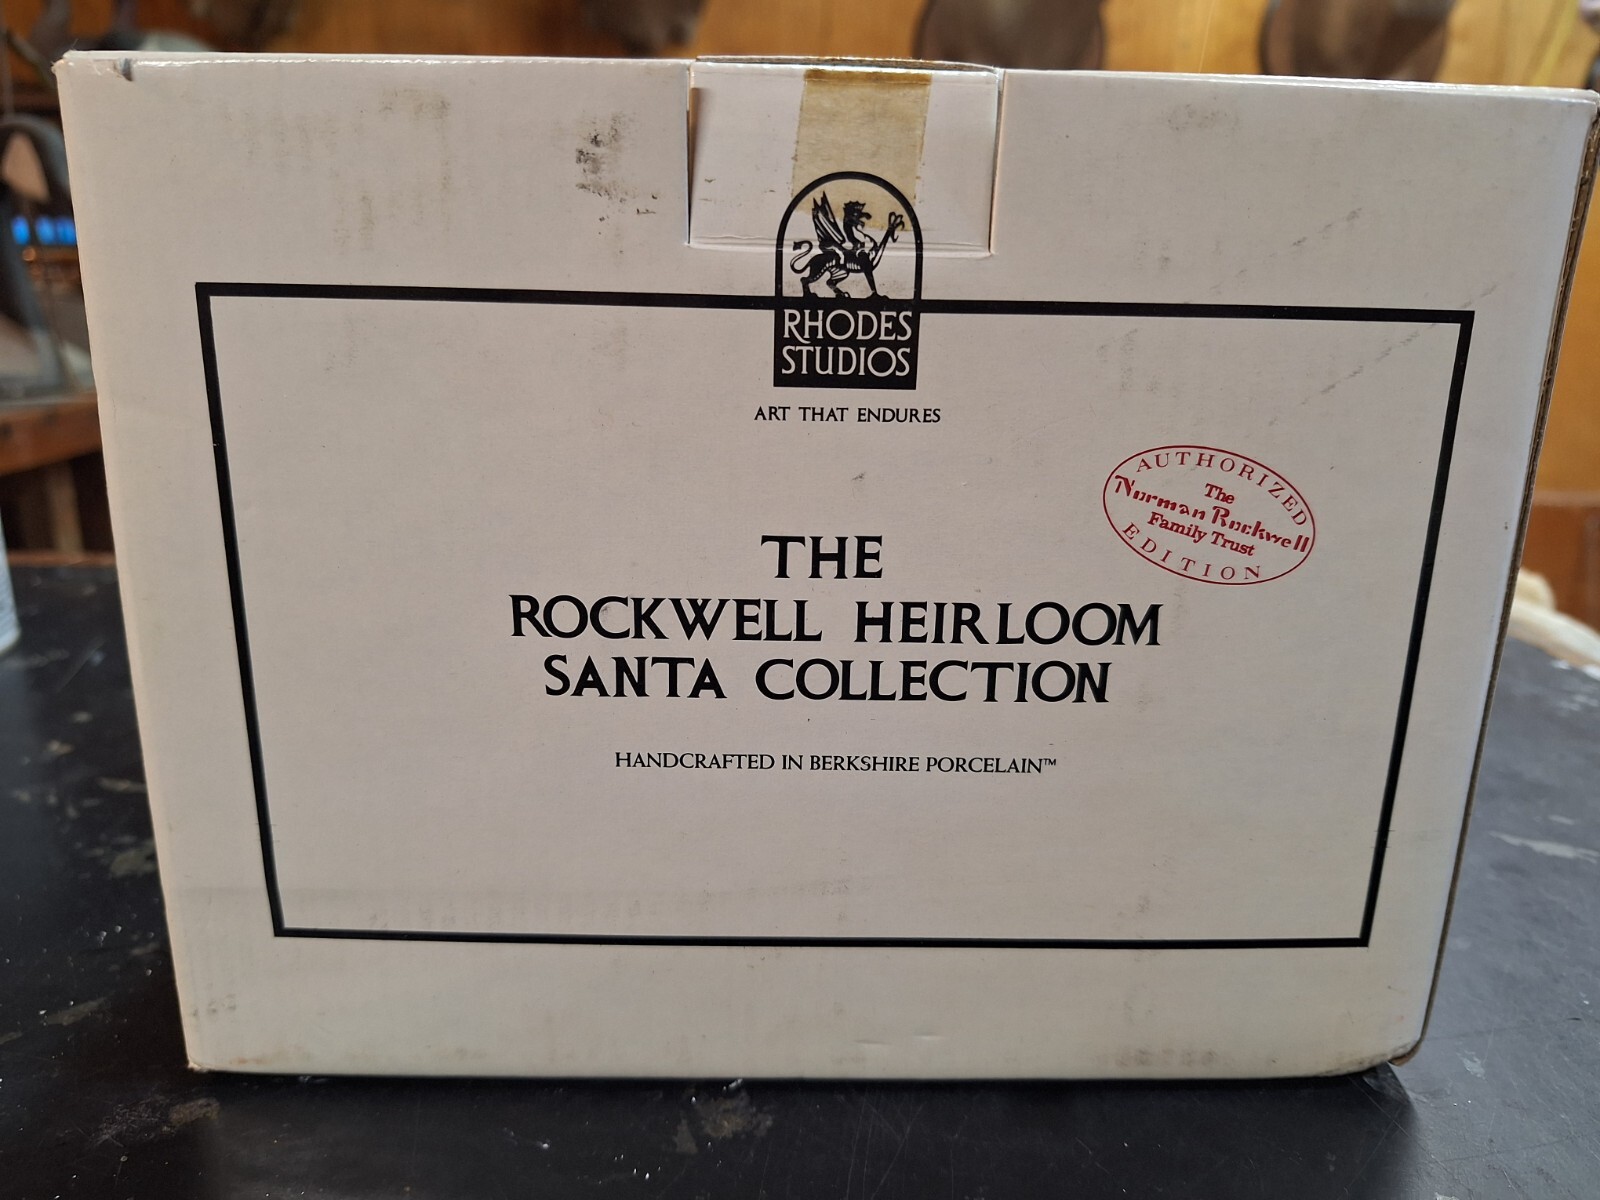 RHODES
STUDIOS
ART THAT ENDURES
AUTHORIZED
The
Norman Rockwell
Family Trust
EDITION
THE
ROCKWELL HEIRLOOM
SANTA COLLECTION
HANDCRAFTED IN BERKSHIRE PORCELAIN™